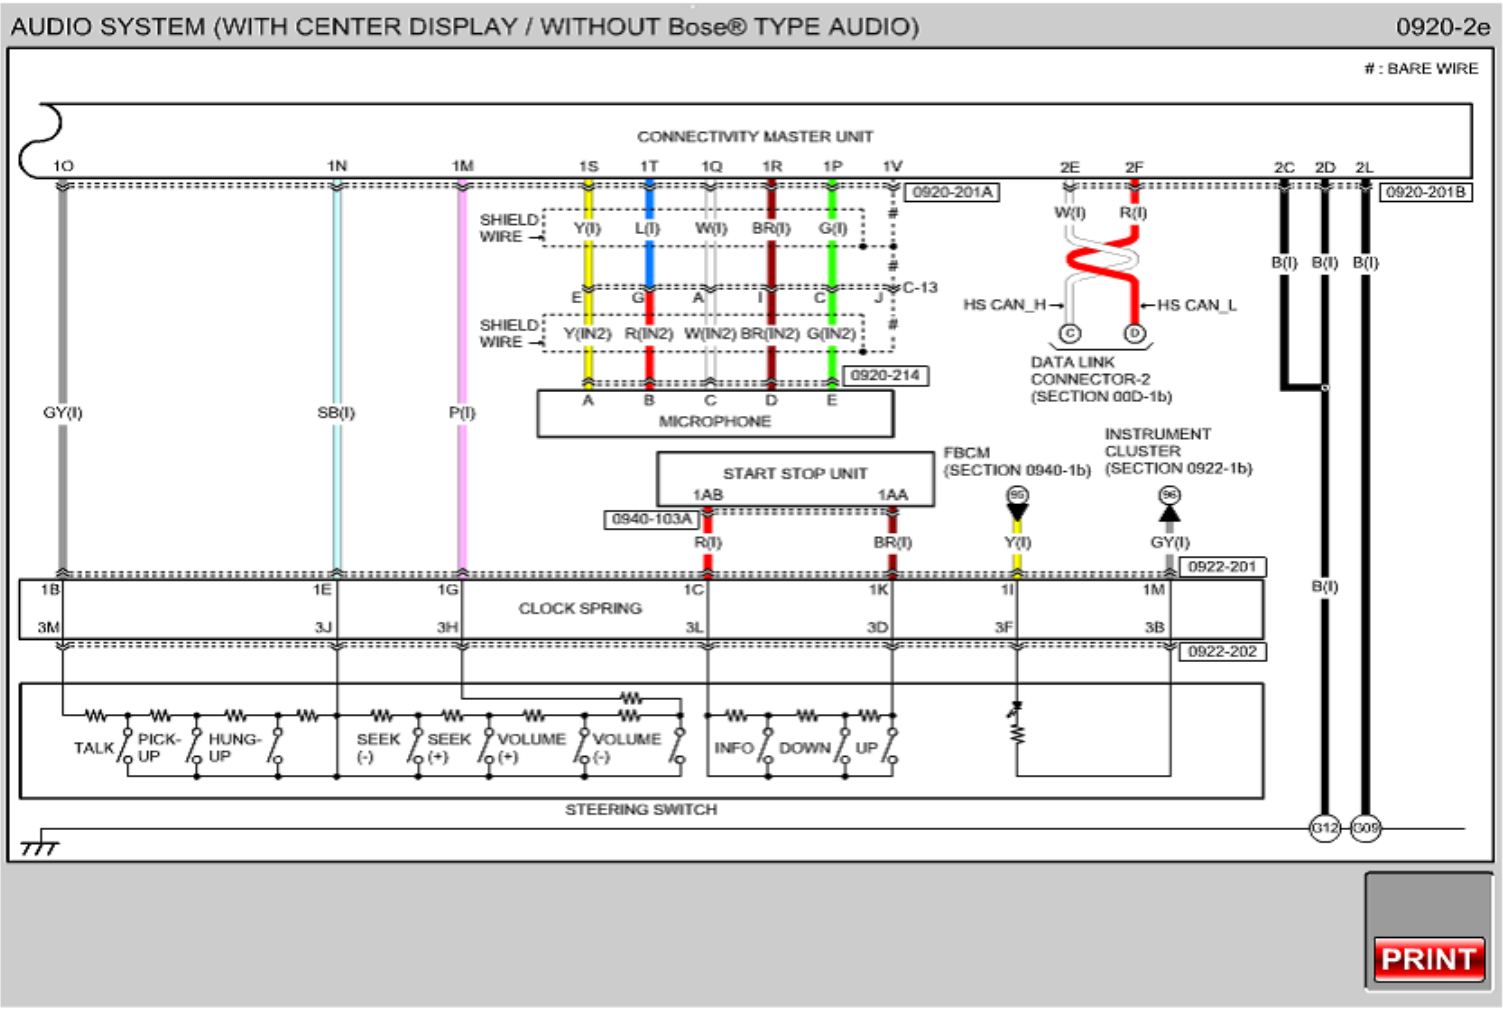 AUDIO SYSTEM (WITH CENTER DISPLAY / WITHOUT Bose® TYPE AUDIO)
0920-2e
# : BARE WIRE
CONNECTIVITY MASTER UNIT
1O 1N 1M 1S 1T 1Q 1R 1P 1V 2E 2F 2C 2D 2L
0920-201A
0920-201B
SHIELD
WIRE
Y(I) L(I) W(I) BR(I) G(I) #
W(I) R(I)
#
B(I) B(I) B(I)
E G A I C J C-13
HS CAN_H HS CAN_L
SHIELD
WIRE
Y(IN2) R(IN2) W(IN2) BR(IN2) G(IN2) #
C D
DATA LINK
CONNECTOR-2
(SECTION 00D-1b)
0920-214
A B C D E
MICROPHONE
GY(I) SB(I) P(I)
START STOP UNIT
1AB 1AA
0940-103A
R(I) BR(I)
FBCM
(SECTION 0940-1b)
95
Y(I)
INSTRUMENT
CLUSTER
(SECTION 0922-1b)
96
GY(I)
0922-201
B(I)
1B 1E 1G 1C 1K 1I 1M
CLOCK SPRING
3M 3J 3H 3L 3D 3F 3B
0922-202
TALK
PICK-
UP
HUNG-
UP
SEEK
(-)
SEEK
(+)
VOLUME
(+)
VOLUME
(-)
INFO
DOWN
UP
STEERING SWITCH
G12 G09
PRINT